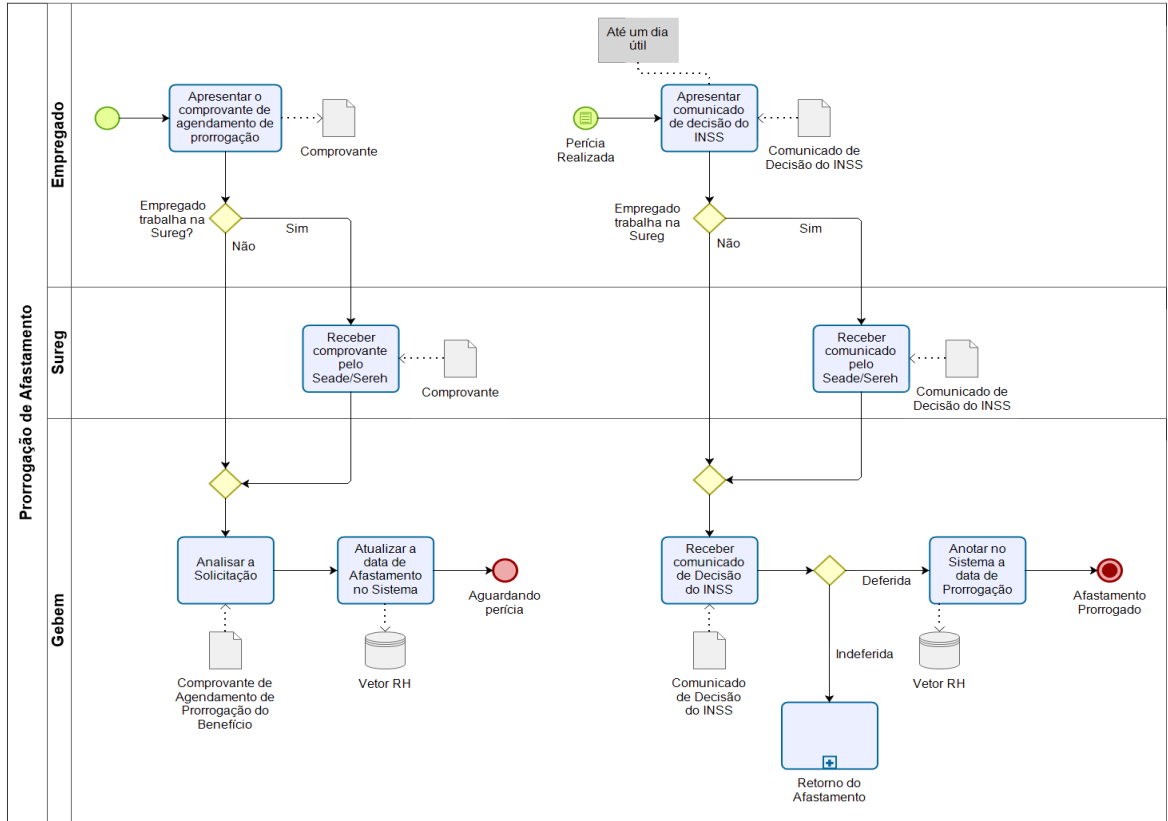 Prorrogação de Afastamento
Empregado
Apresentar o
comprovante de
agendamento de
prorrogação
Comprovante
Empregado
trabalha na
Sureg?
Sim
Não
Até um dia
útil
Perícia
Realizada
Apresentar
comunicado
de decisão do
INSS
Comunicado de
Decisão do INSS
Empregado
trabalha na
Sureg
Sim
Não
Sureg
Receber
comprovante
pelo
Seade/Sereh
Comprovante
Receber
comunicado
pelo
Seade/Sereh
Comunicado de
Decisão do INSS
Gebem
Analisar a
Solicitação
Comprovante de
Agendamento de
Prorrogação do
Benefício
Atualizar a
data de
Afastamento
no Sistema
Vetor RH
Aguardando
perícia
Receber
comunicado
de Decisão
do INSS
Comunicado
de Decisão
do INSS
Deferida
Indeferida
Anotar no
Sistema a
data de
Prorrogação
Vetor RH
Afastamento
Prorrogado
Retorno do
Afastamento